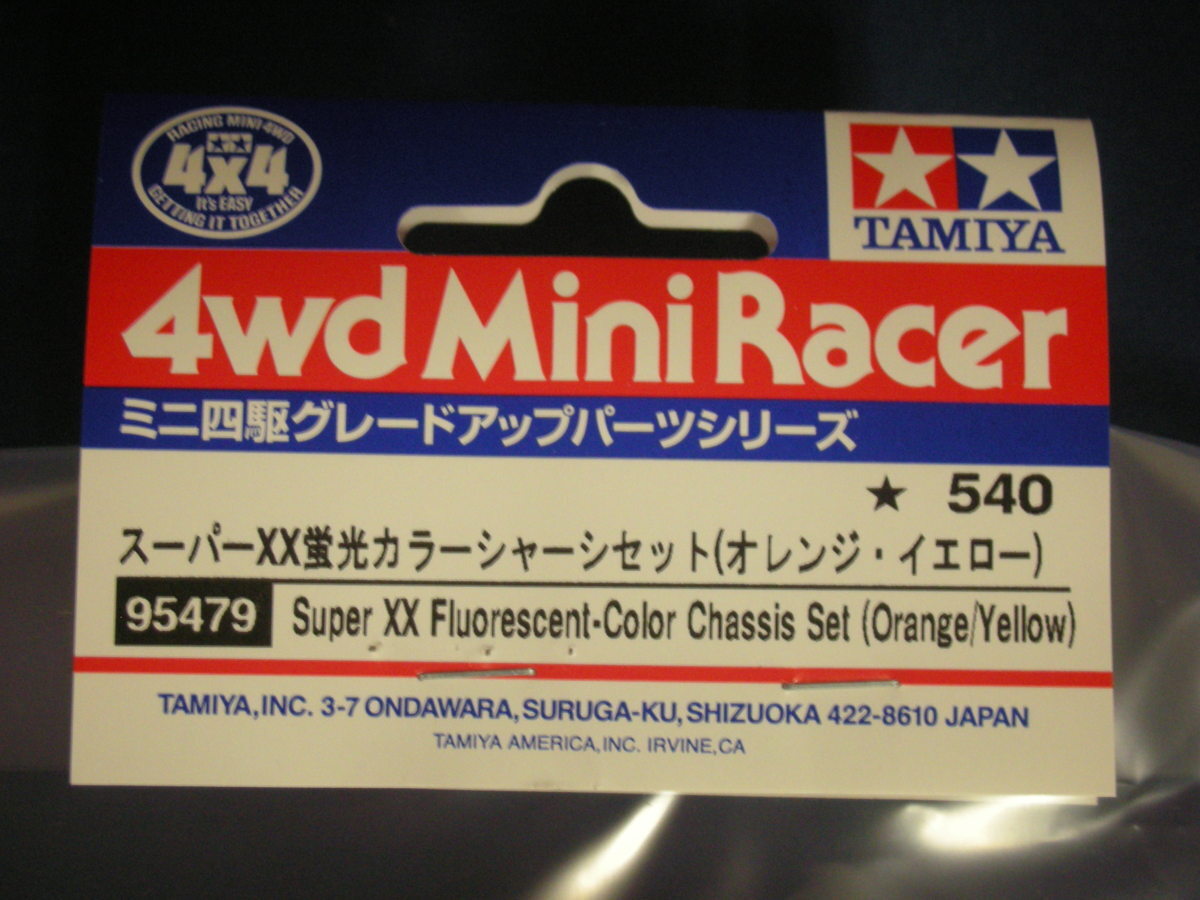 RACING MINI 4WD
4x4
It's EASY
GETTING IT TOGETHER
TAMIYA
4wd Mini Racer
ミニ四駆グレードアップパーツシリーズ
★ 540
スーパーXX蛍光カラーシャーシセット(オレンジ・イエロー)
95479 Super XX Fluorescent-Color Chassis Set (Orange/Yellow)
TAMIYA, INC. 3-7 ONDAWARA, SURUGA-KU, SHIZUOKA 422-8610 JAPAN
TAMIYA AMERICA, INC. IRVINE, CA